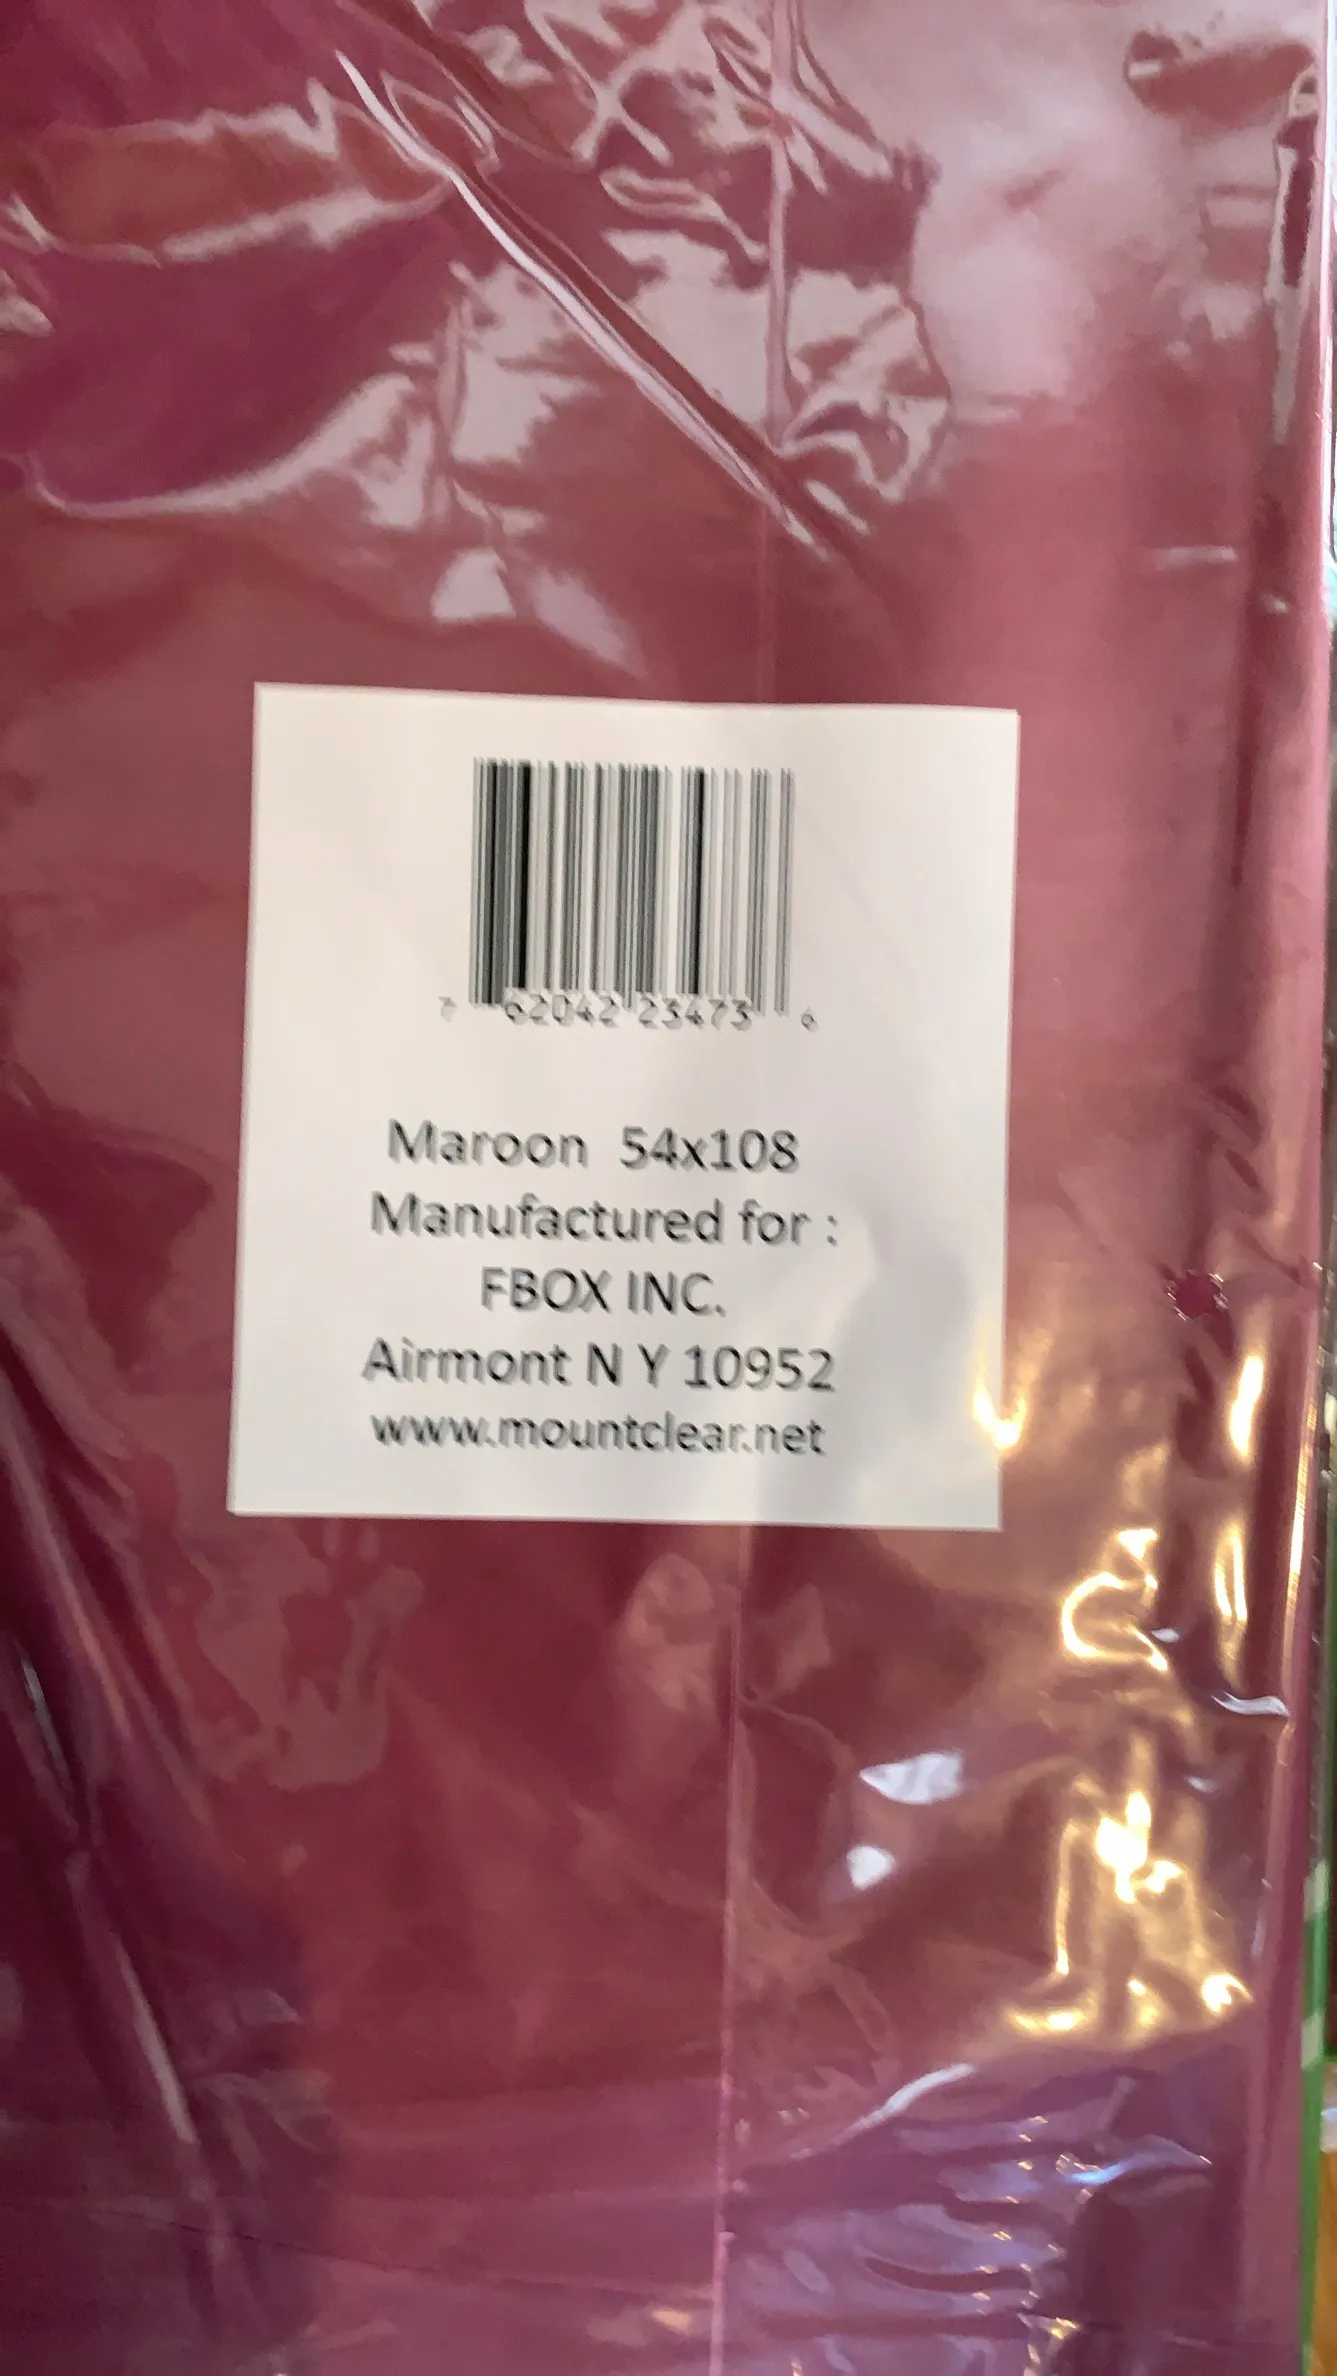 7 62042 23473 6
Maroon 54x108
Manufactured for :
FBOX INC.
Airmont N Y 10952
www.mountclear.net